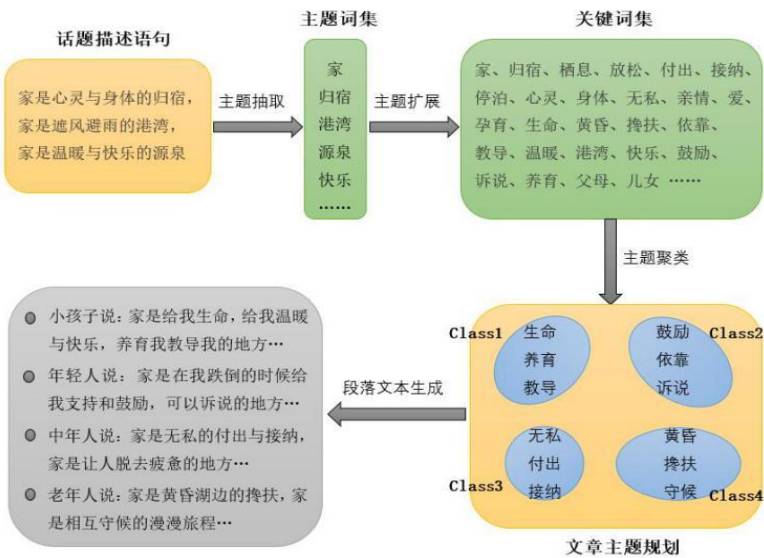 话题描述语句
家是心灵与身体的归宿，
家是遮风避雨的港湾，
家是温暖与快乐的源泉
主题抽取
主题词集
家
归宿
港湾
源泉
快乐
……
主题扩展
关键词集
家、归宿、栖息、放松、付出、接纳、
停泊、心灵、身体、无私、亲情、爱、
孕育、生命、黄昏、搀扶、依靠、
教导、温暖、港湾、快乐、鼓励、
诉说、养育、父母、儿女 ……
主题聚类
Class1
生命
养育
教导
Class2
鼓励
依靠
诉说
Class3
无私
付出
接纳
Class4
黄昏
搀扶
守候
文章主题规划
段落文本生成
小孩子说：家是给我生命，给我温暖
与快乐，养育我教导我的地方…
年轻人说：家是在我跌倒的时候给
我支持和鼓励，可以诉说的地方…
中年人说：家是无私的付出与接纳，
家是让人脱去疲惫的地方…
老年人说：家是黄昏湖边的搀扶，家
是相互守候的漫漫旅程…